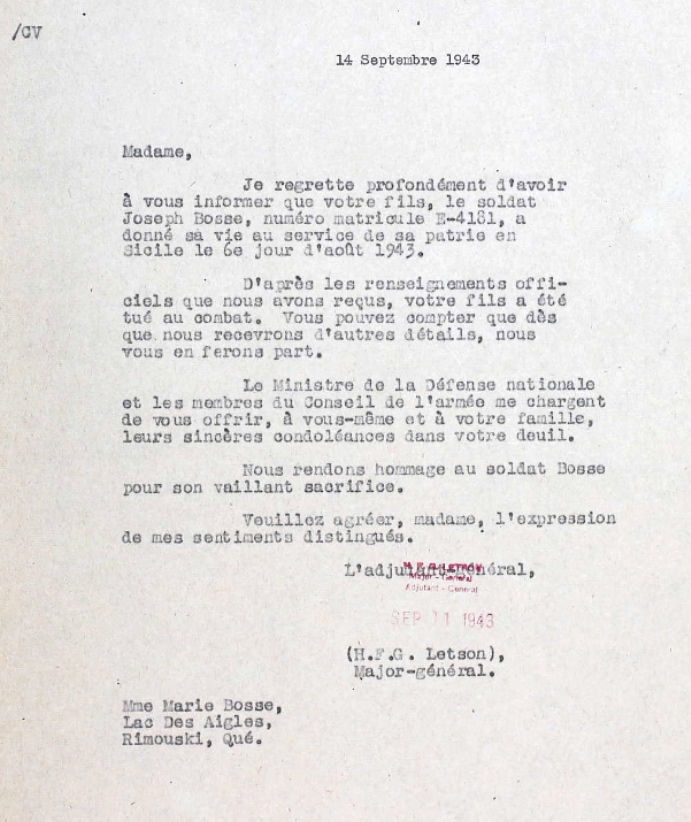 /CV
14 Septembre 1943
Madame,
Je regrette profondément d'avoir
à vous informer que votre fils, le soldat
Joseph Bosse, numéro matricule E-4181, a
donné sa vie au service de sa patrie en
Sicile le 6e jour d'août 1943.
D'après les renseignements offi-
ciels que nous avons reçus, votre fils a été
tué au combat. Vous pouvez compter que dès
que nous recevrons d'autres détails, nous
vous en ferons part.
Le Ministre de la Défense nationale
et les membres du Conseil de l'armée me chargent
de vous offrir, à vous-même et à votre famille,
leurs sincères condoléances dans votre deuil.
Nous rendons hommage au soldat Bosse
pour son vaillant sacrifice.
Veuillez agréer, madame, l'expression
de mes sentiments distingués.
L'adjudant-général,
Major - General
Adjutant - General
SEP 11 1943
(H.F.G. Letson),
Major-général.
Mme Marie Bosse,
Lac Des Aigles,
Rimouski, Qué.